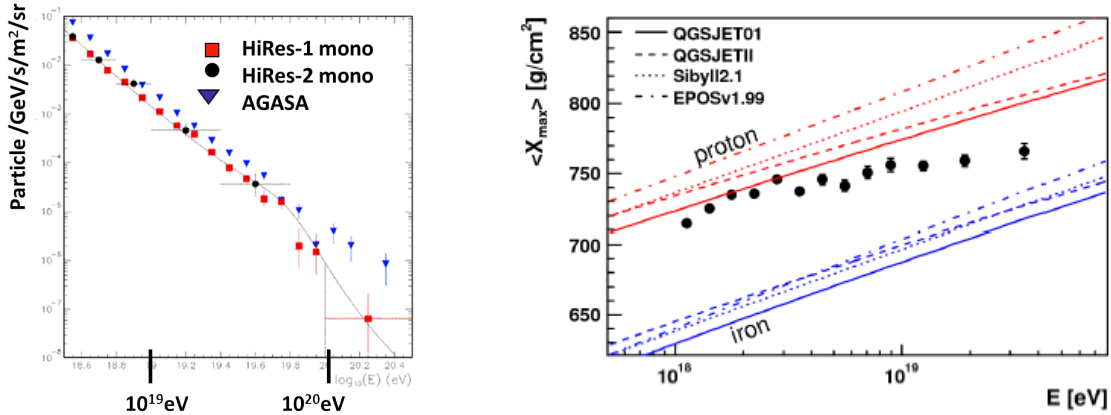 Particle /GeV/s/m²/sr
10⁻¹
10⁻³
10⁻⁴
10⁻⁵
10⁻⁶
10⁻⁷
10⁻⁸
HiRes-1 mono
HiRes-2 mono
AGASA
18.6 18.8 19 19.2 19.4 19.6 19.8 20 20.2 20.4
log₁₀(E) (eV)
10¹⁹eV 10²⁰eV
<X_max> [g/cm²]
850
800
750
700
650
QGSJET01
QGSJETII
Sibyll2.1
EPOSv1.99
proton
iron
10¹⁸ 10¹⁹
E [eV]